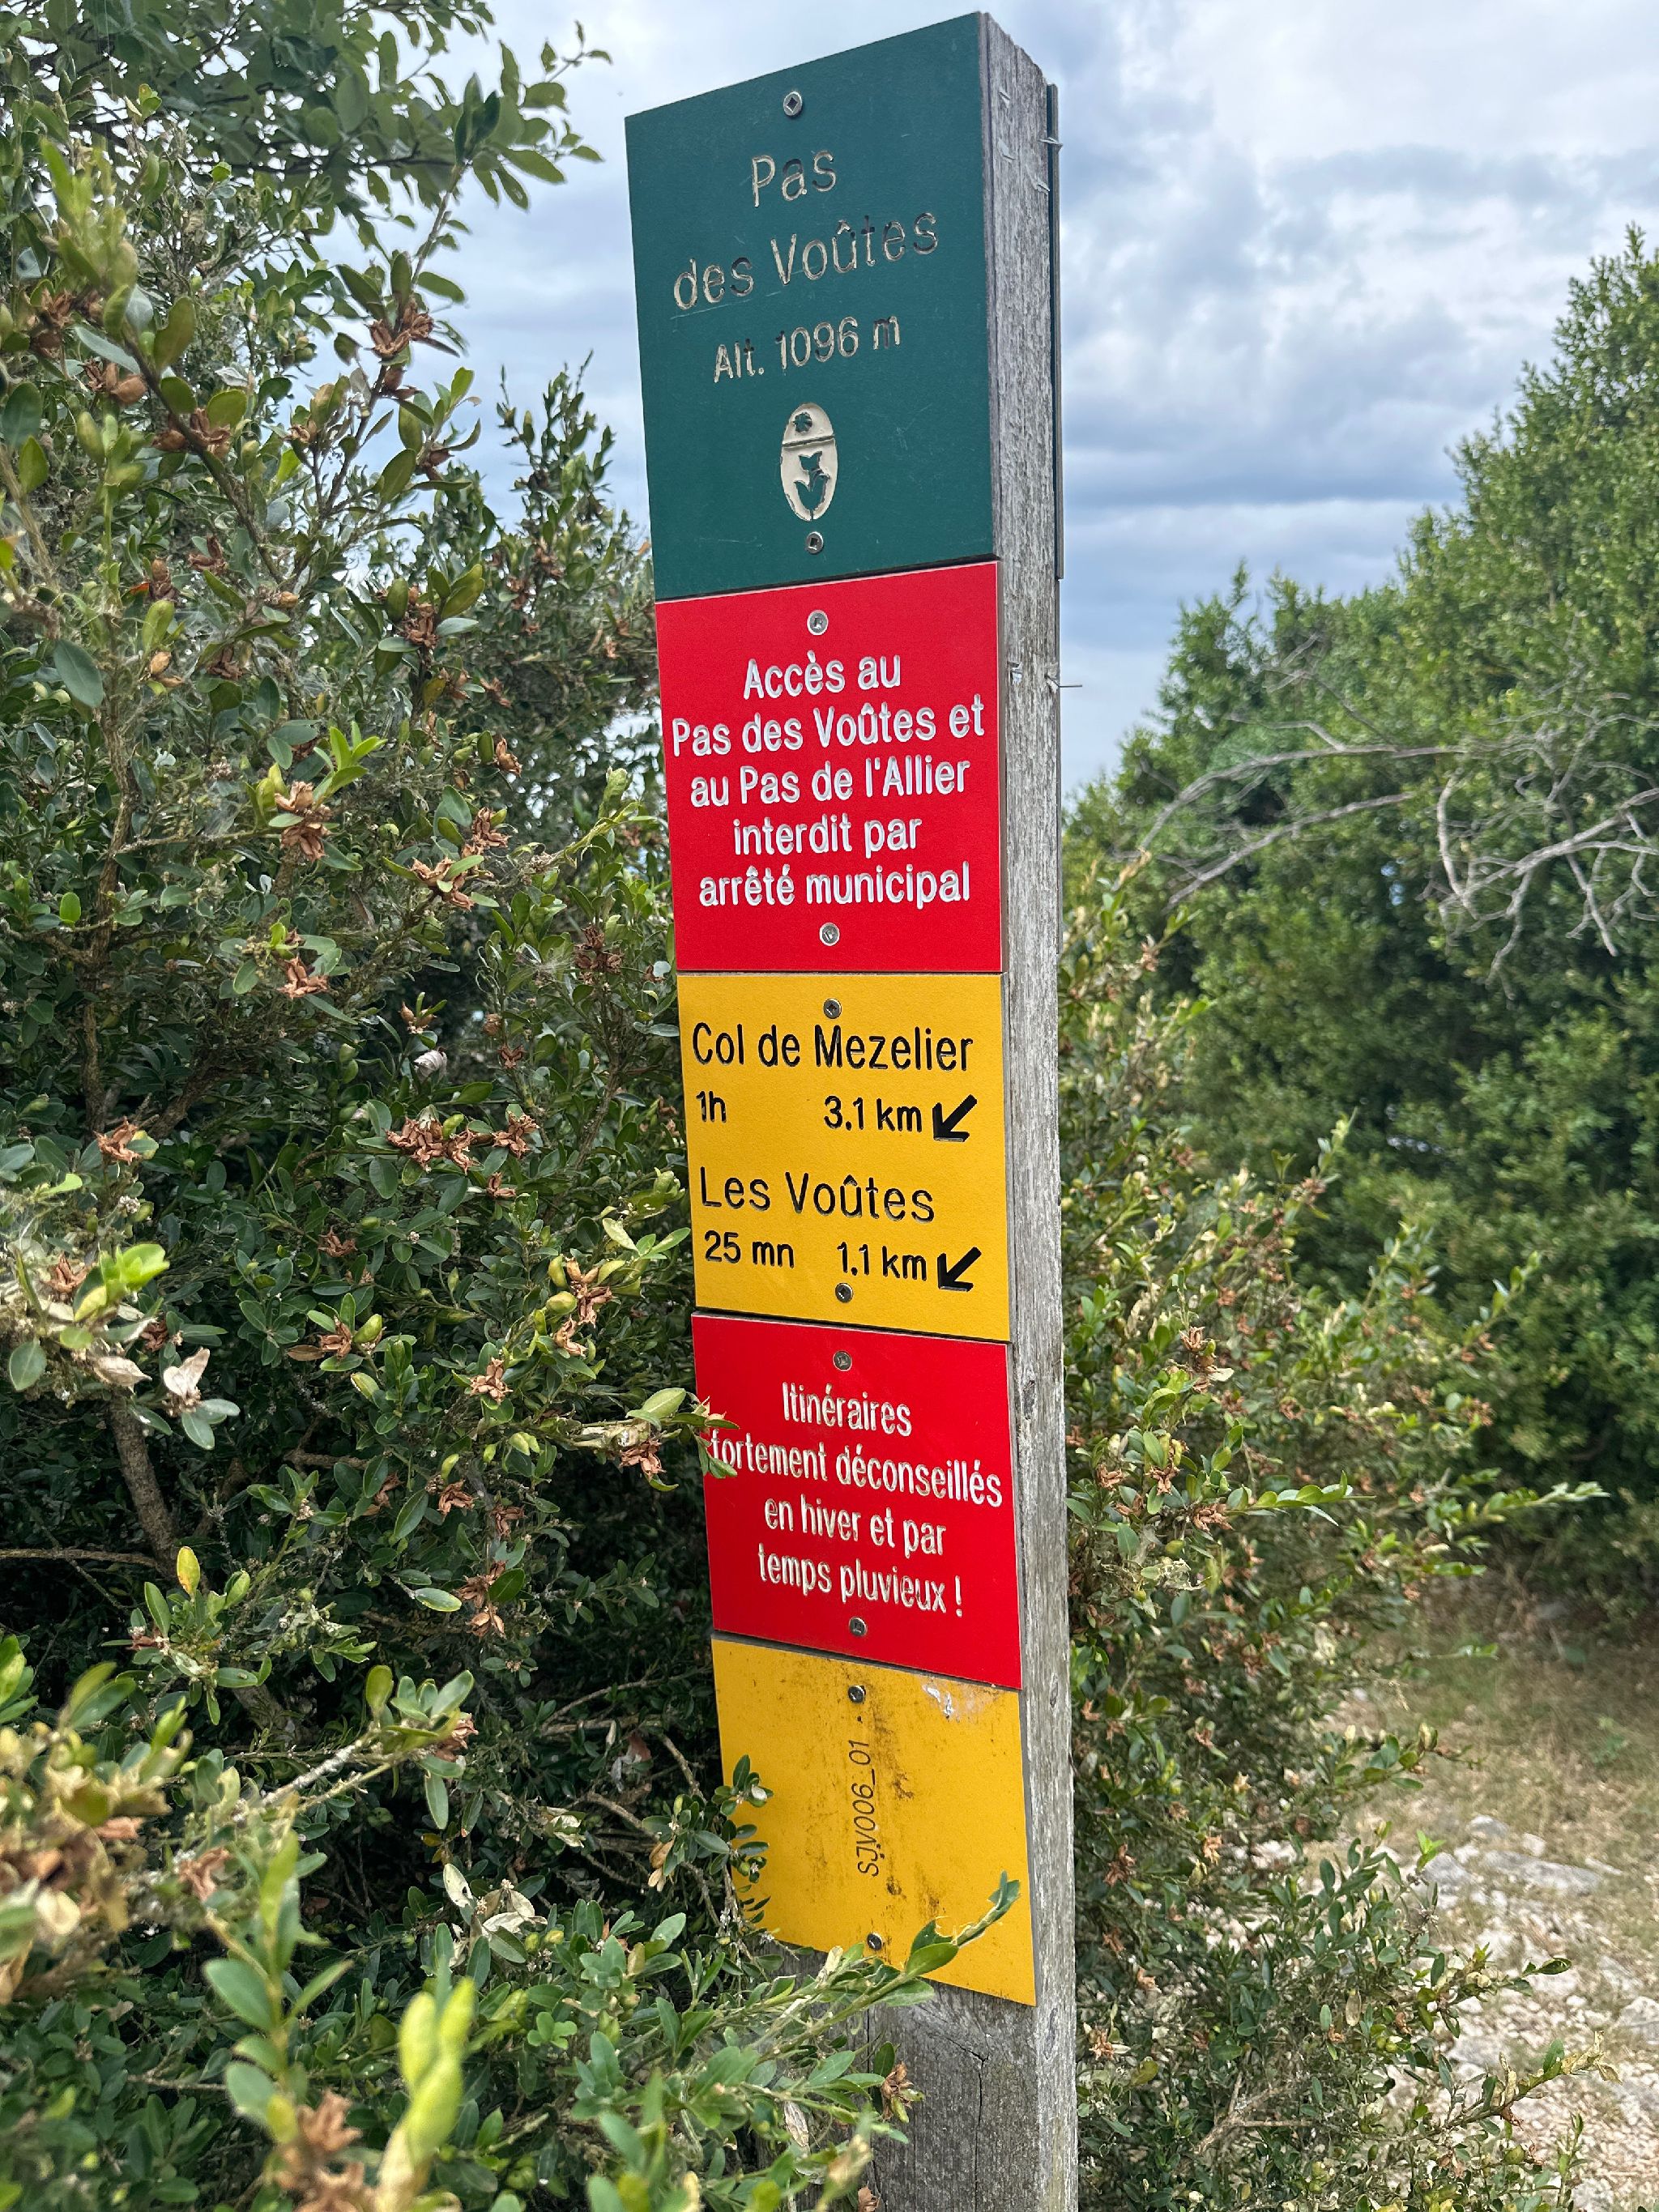 Pas
des Voûtes
Alt. 1096 m
Accès au
Pas des Voûtes et
au Pas de l'Allier
interdit par
arrêté municipal
Col de Mezelier
1h 3.1 km
Les Voûtes
25 mn 1.1 km
Itinéraires
fortement déconseillés
en hiver et par
temps pluvieux !
SJV006_01